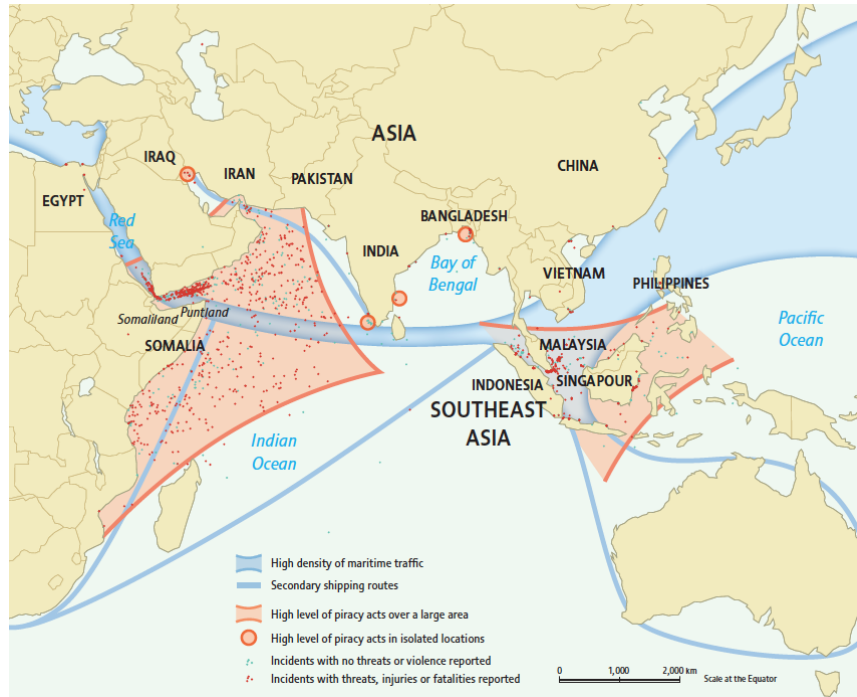 ASIA
CHINA
IRAQ
IRAN
PAKISTAN
EGYPT
Red
Sea
BANGLADESH
INDIA
Bay of
Bengal
VIETNAM
PHILIPPINES
Puntland
Somaliland
SOMALIA
MALAYSIA
Pacific
Ocean
INDONESIA
SINGAPOUR
SOUTHEAST
ASIA
Indian
Ocean
High density of maritime traffic
Secondary shipping routes
High level of piracy acts over a large area
High level of piracy acts in isolated locations
Incidents with no threats or violence reported
Incidents with threats, injuries or fatalities reported
0 1,000 2,000 km
Scale at the Equator